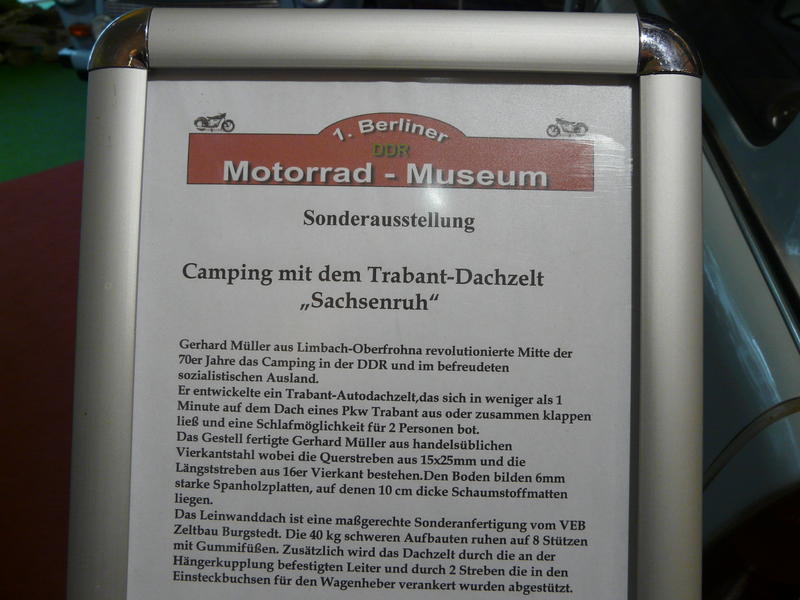 1. Berliner
DDR
Motorrad - Museum
Sonderausstellung
Camping mit dem Trabant-Dachzelt
„Sachsenruh“
Gerhard Müller aus Limbach-Oberfrohna revolutionierte Mitte der
70er Jahre das Camping in der DDR und im befreudeten
sozialistischen Ausland.
Er entwickelte ein Trabant-Autodachzelt,das sich in weniger als 1
Minute auf dem Dach eines Pkw Trabant aus oder zusammen klappen
ließ und eine Schlafmöglichkeit für 2 Personen bot.
Das Gestell fertigte Gerhard Müller aus handelsüblichen
Vierkantstahl wobei die Querstreben aus 15x25mm und die
Längststreben aus 16er Vierkant bestehen.Den Boden bilden 6mm
starke Spanholzplatten, auf denen 10 cm dicke Schaumstoffmatten
liegen.
Das Leinwanddach ist eine maßgerechte Sonderanfertigung vom VEB
Zeltbau Burgstedt. Die 40 kg schweren Aufbauten ruhen auf 8 Stützen
mit Gummifüßen. Zusätzlich wird das Dachzelt durch die an der
Hängerkupplung befestigten Leiter und durch 2 Streben die in den
Einsteckbuchsen für den Wagenheber verankert wurden abgestützt.